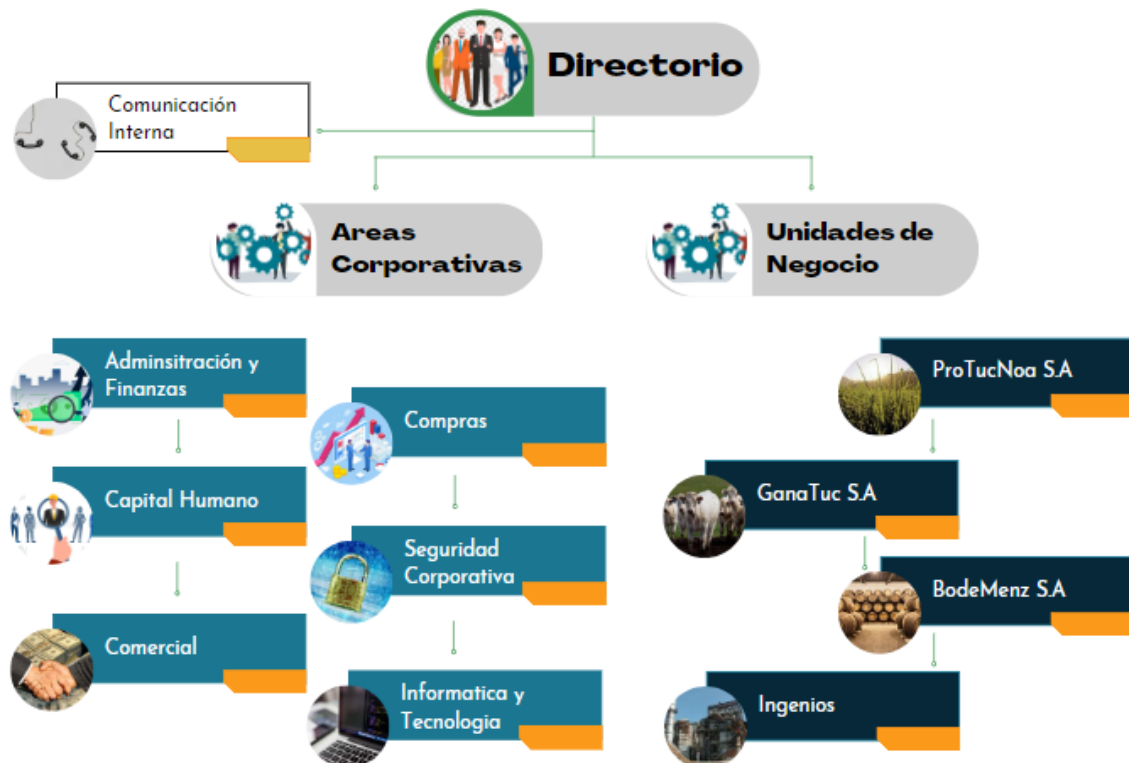 Directorio
Comunicación
Interna
Areas
Corporativas
Unidades de
Negocio
Adminsitración y
Finanzas
Capital Humano
Comercial
Compras
Seguridad
Corporativa
Informatica y
Tecnologia
ProTucNoa S.A
GanaTuc S.A
BodeMenz S.A
Ingenios